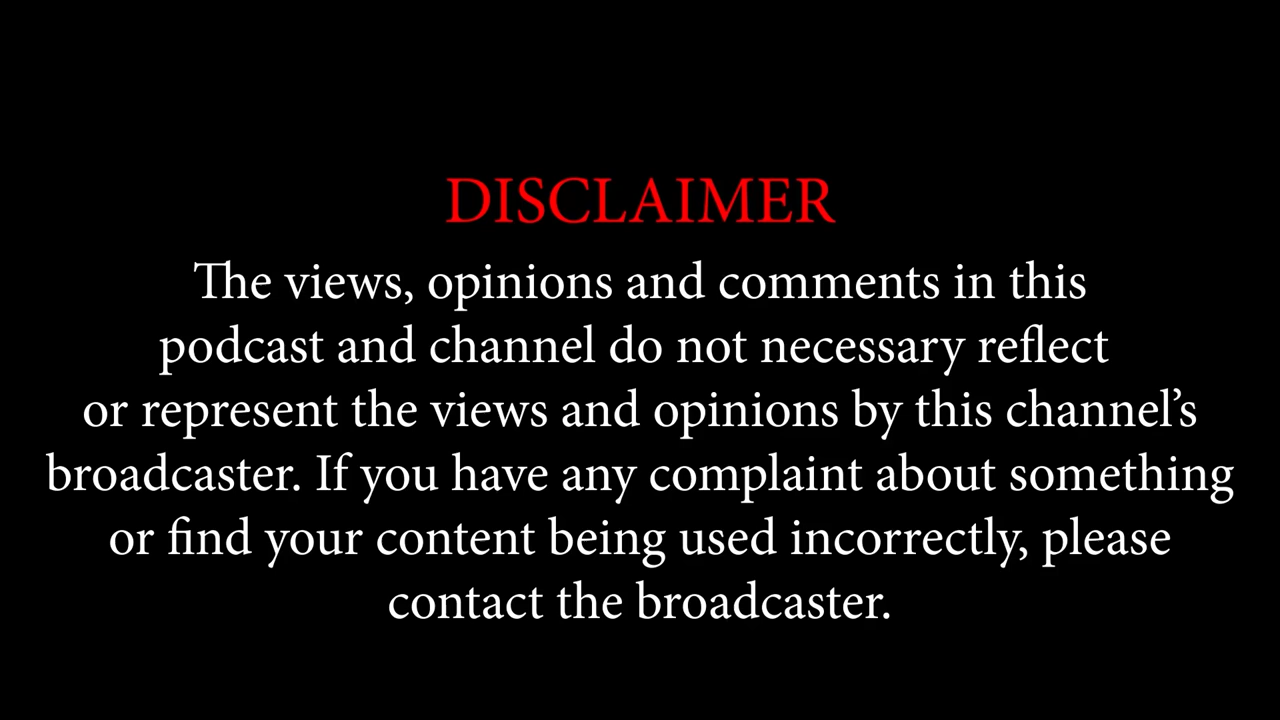 DISCLAIMER
The views, opinions and comments in this
podcast and channel do not necessary reflect
or represent the views and opinions by this channel’s
broadcaster. If you have any complaint about something
or find your content being used incorrectly, please
contact the broadcaster.